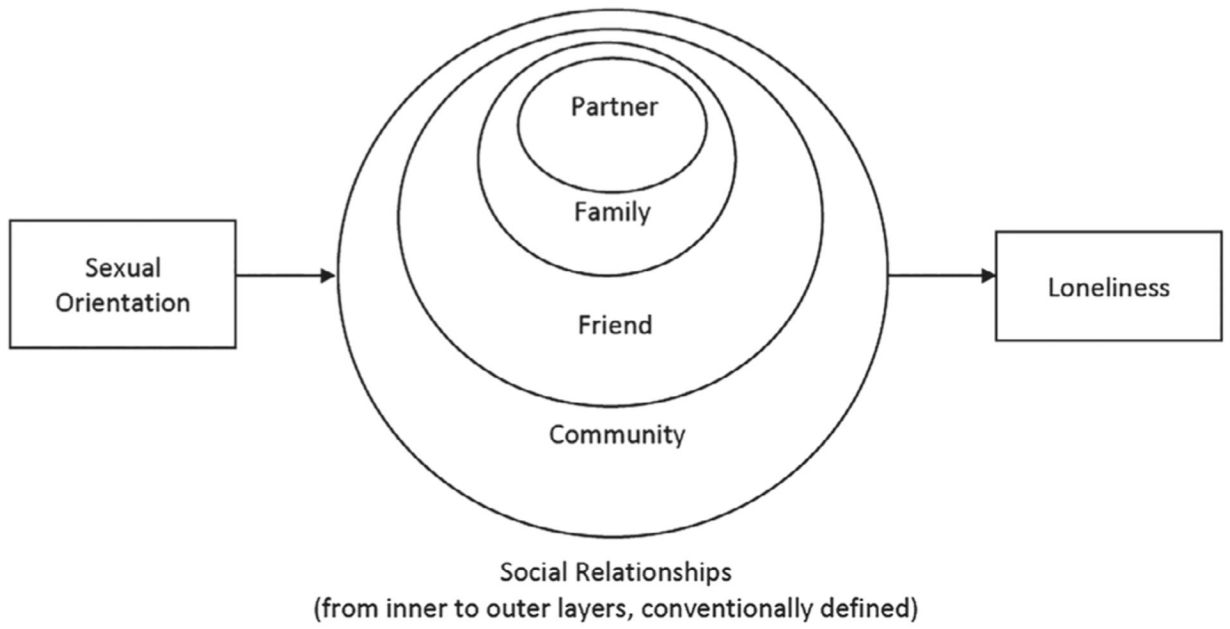 Partner
Family
Sexual
Orientation
Friend
Loneliness
Community
Social Relationships
(from inner to outer layers, conventionally defined)